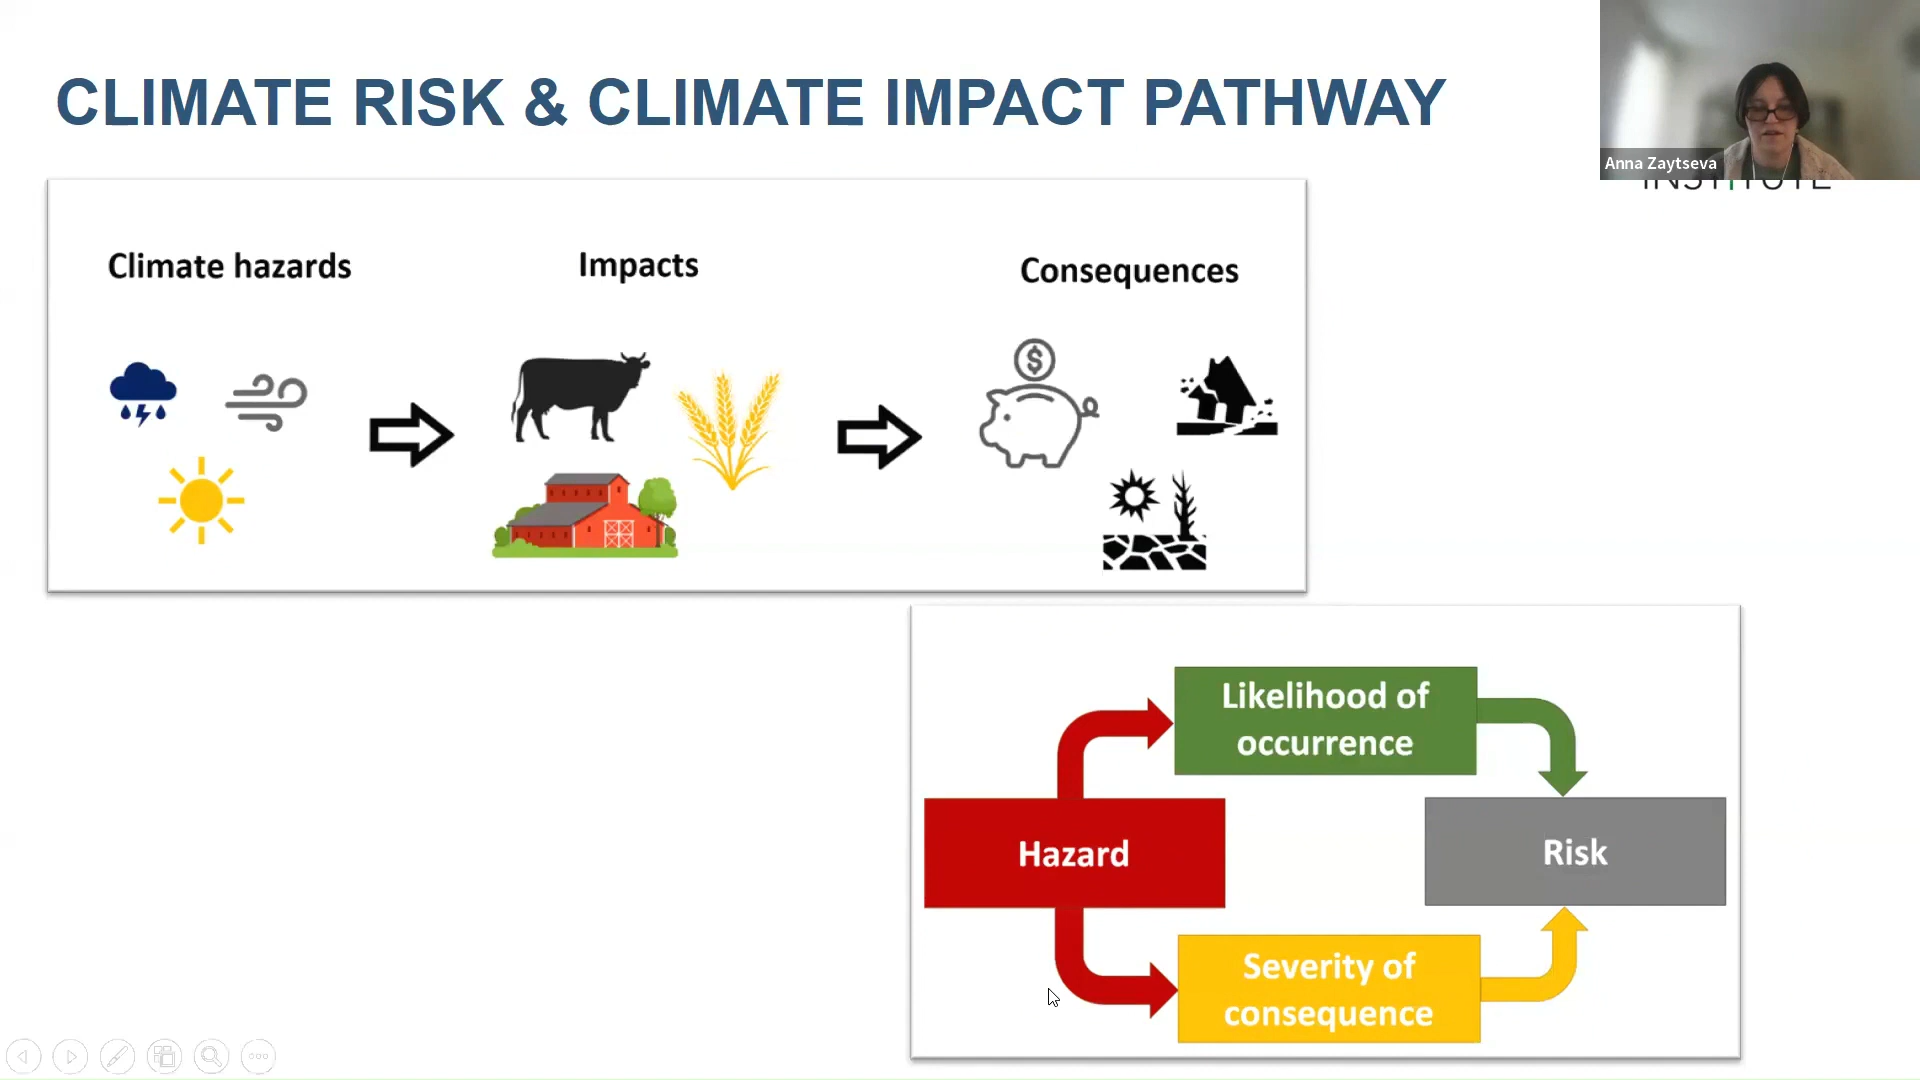 CLIMATE RISK & CLIMATE IMPACT PATHWAY
Anna Zaytseva
INSTITUTE
Climate hazards
Impacts
Consequences
$
Likelihood of
occurrence
Hazard
Risk
Severity of
consequence